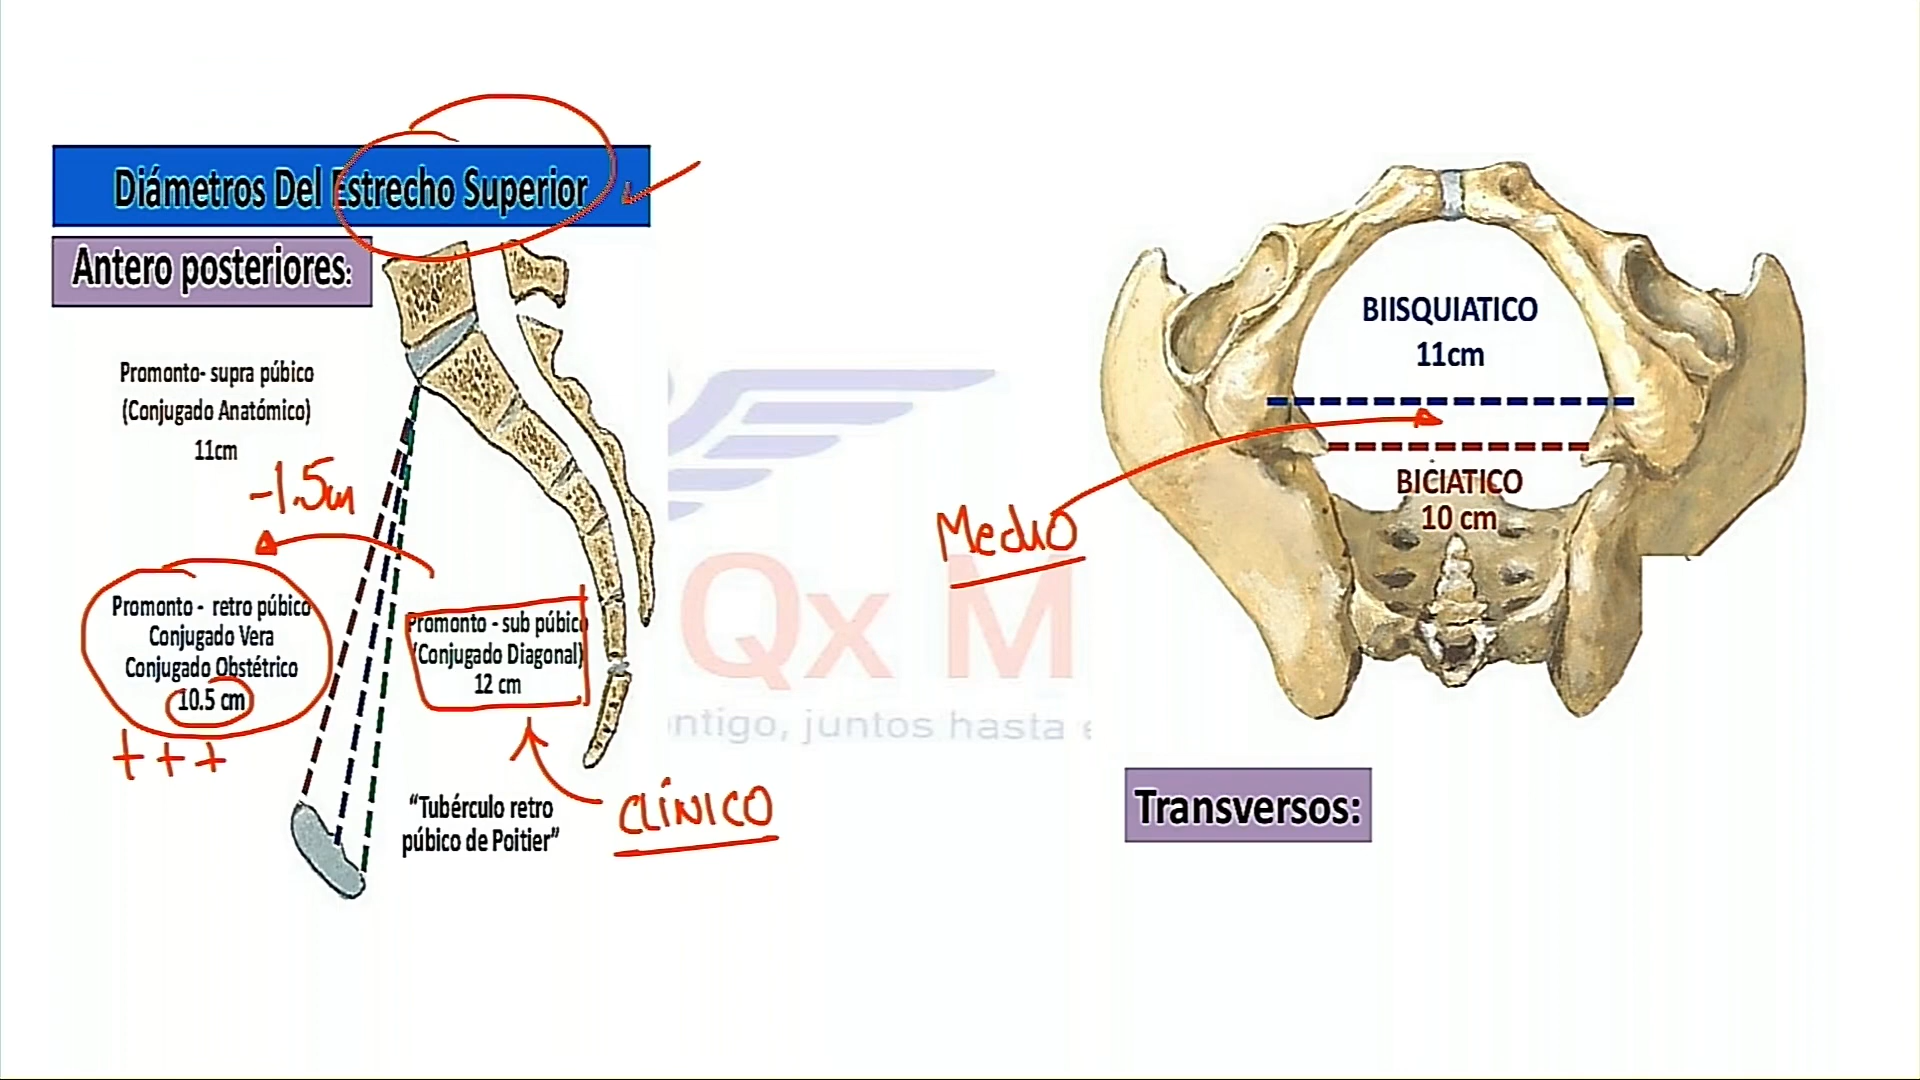 Diámetros Del Estrecho Superior
Antero posteriores:
Promonto- supra púbico
(Conjugado Anatómico)
11cm
-1.5cm
Promonto - retro púbico
Conjugado Vera
Conjugado Obstétrico
10.5 cm
+++
Promonto - sub púbico
(Conjugado Diagonal)
12 cm
"Tubérculo retro
púbico de Poitier"
CLÍNICO
Qx M
ntigo, juntos hasta e
Medio
BIISQUIATICO
11cm
BICIATICO
10 cm
Transversos: